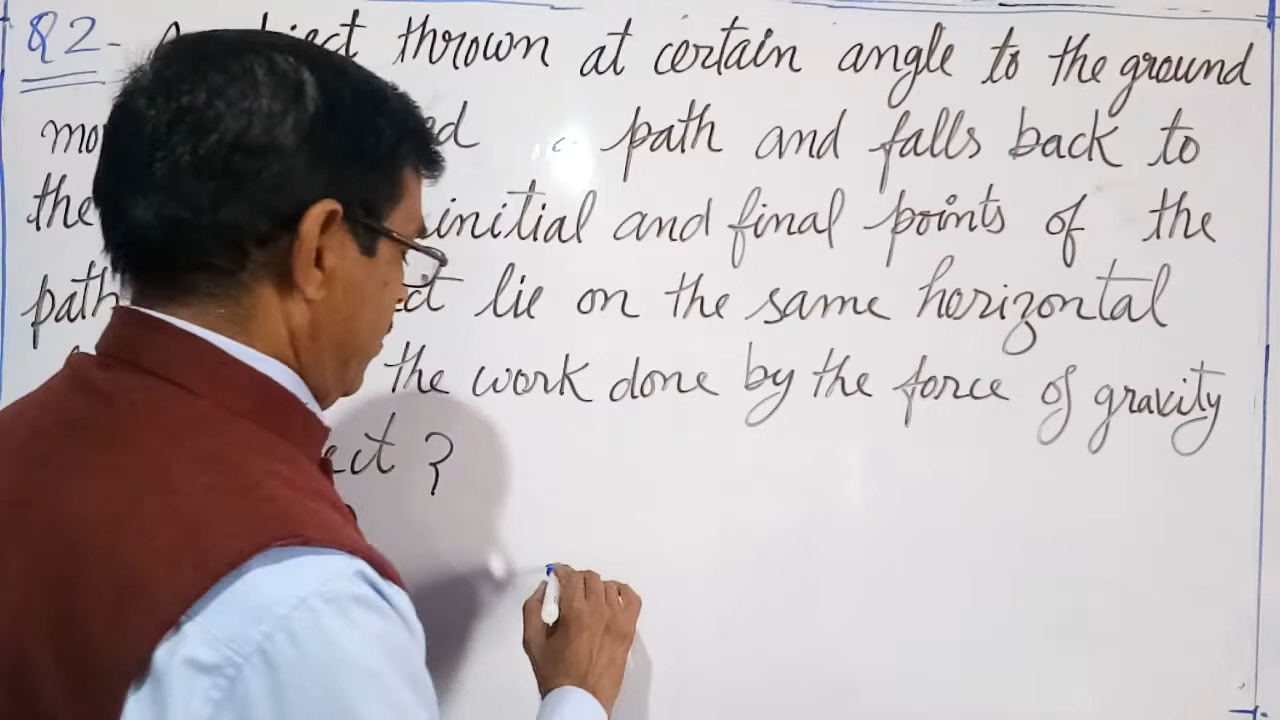 Q2- thrown at certain angle to the ground
path and falls back to
the initial and final points of the
path lie on the same horizontal
the work done by the force of gravity
?